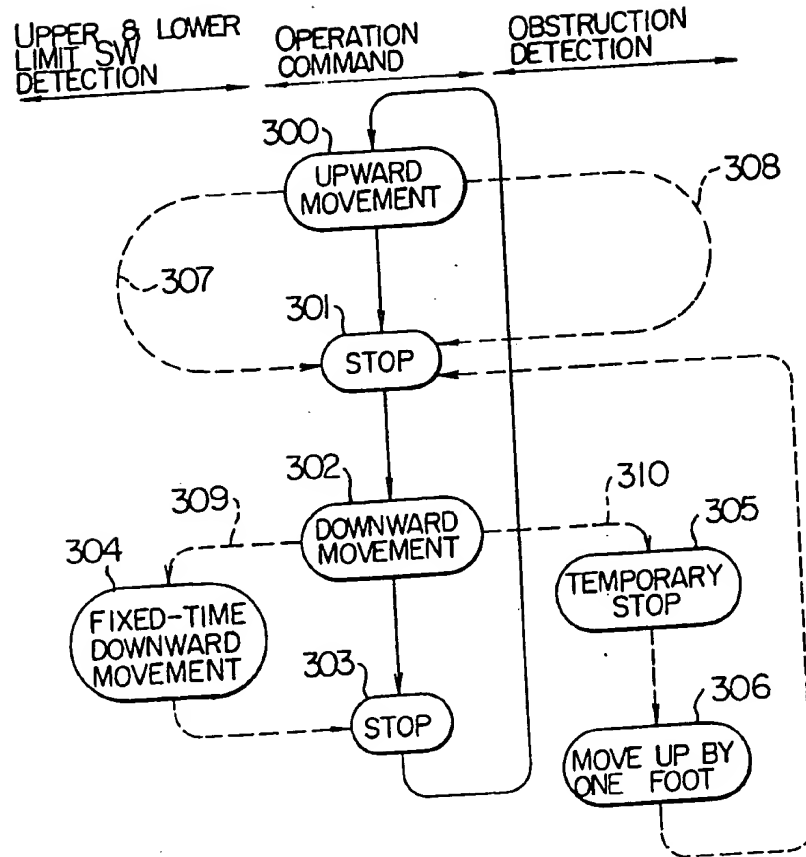 UPPER & LOWER
LIMIT SW
DETECTION
OPERATION
COMMAND
OBSTRUCTION
DETECTION
300
UPWARD
MOVEMENT
308
307
301
STOP
302
310
309
DOWNWARD
MOVEMENT
305
304
TEMPORARY
STOP
FIXED-TIME
DOWNWARD
MOVEMENT
303
STOP
306
MOVE UP BY
ONE FOOT